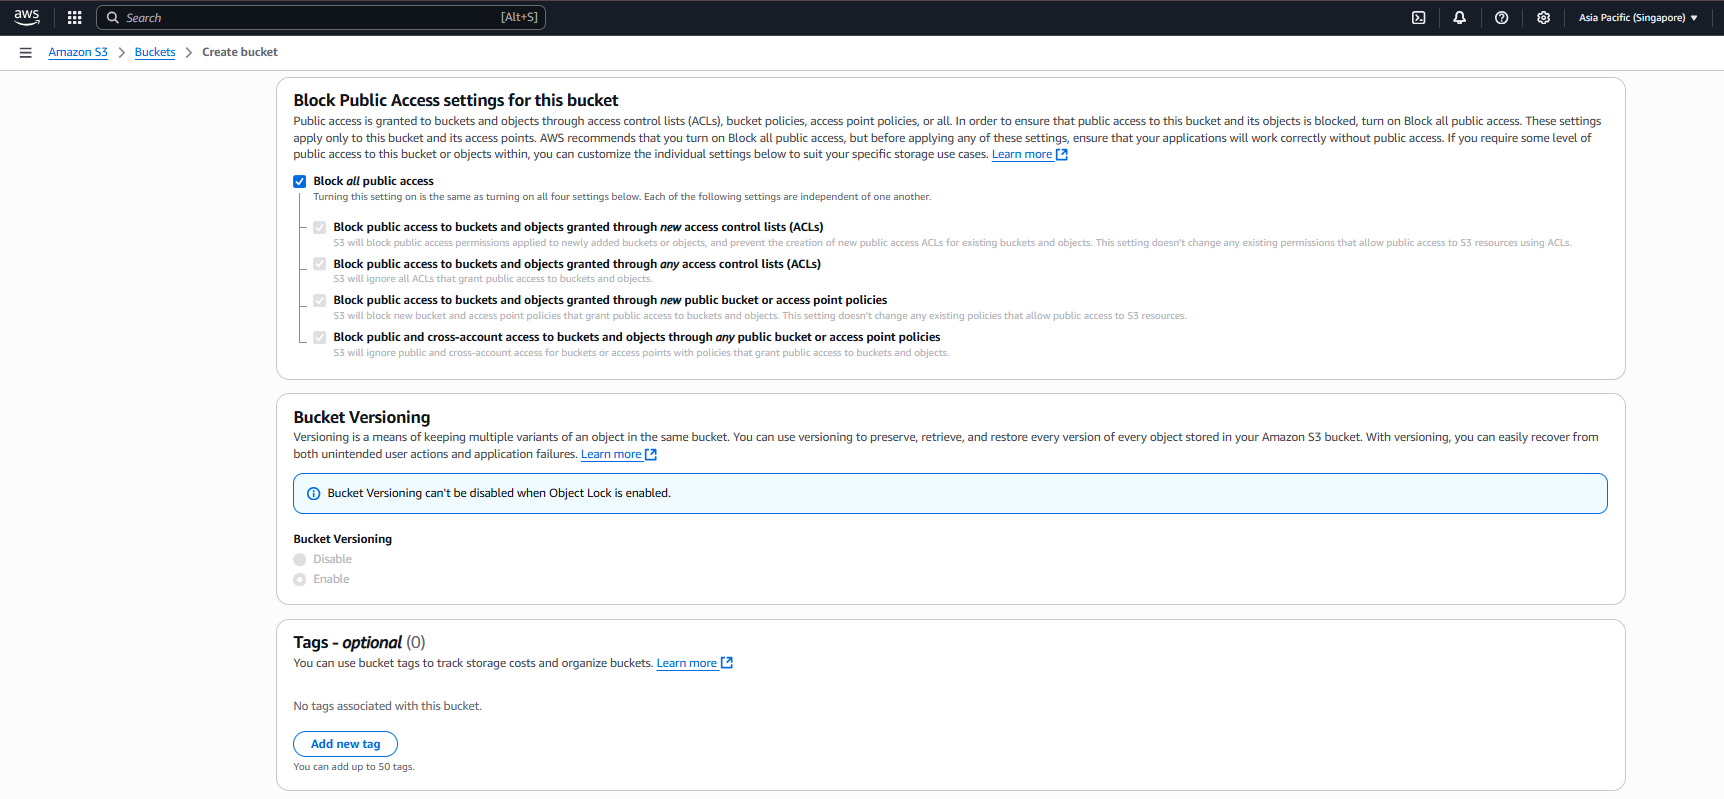 aws
Search
[Alt+S]
Asia Pacific (Singapore)
Amazon S3
Buckets
Create bucket
Block Public Access settings for this bucket
Public access is granted to buckets and objects through access control lists (ACLs), bucket policies, access point policies, or all. In order to ensure that public access to this bucket and its objects is blocked, turn on Block all public access. These settings
apply only to this bucket and its access points. AWS recommends that you turn on Block all public access, but before applying any of these settings, ensure that your applications will work correctly without public access. If you require some level of
public access to this bucket or objects within, you can customize the individual settings below to suit your specific storage use cases. Learn more
Block all public access
Turning this setting on is the same as turning on all four settings below. Each of the following settings are independent of one another.
Block public access to buckets and objects granted through new access control lists (ACLs)
S3 will block public access permissions applied to newly added buckets or objects, and prevent the creation of new public access ACLs for existing buckets and objects. This setting doesn't change any existing permissions that allow public access to S3 resources using ACLs.
Block public access to buckets and objects granted through any access control lists (ACLs)
S3 will ignore all ACLs that grant public access to buckets and objects.
Block public access to buckets and objects granted through new public bucket or access point policies
S3 will block new bucket and access point policies that grant public access to buckets and objects. This setting doesn't change any existing policies that allow public access to S3 resources.
Block public and cross-account access to buckets and objects through any public bucket or access point policies
S3 will ignore public and cross-account access for buckets or access points with policies that grant public access to buckets and objects.
Bucket Versioning
Versioning is a means of keeping multiple variants of an object in the same bucket. You can use versioning to preserve, retrieve, and restore every version of every object stored in your Amazon S3 bucket. With versioning, you can easily recover from
both unintended user actions and application failures. Learn more
Bucket Versioning can't be disabled when Object Lock is enabled.
Bucket Versioning
Disable
Enable
Tags - optional (0)
You can use bucket tags to track storage costs and organize buckets. Learn more
No tags associated with this bucket.
Add new tag
You can add up to 50 tags.